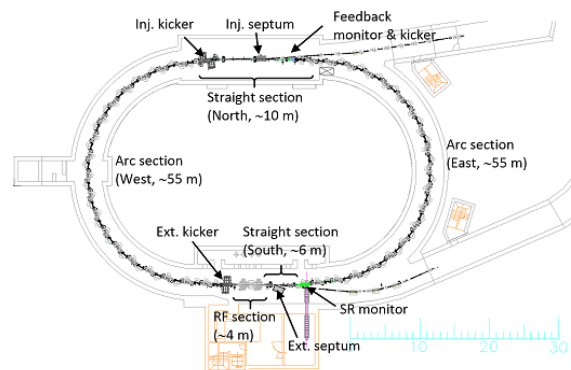 Inj. kicker
Inj. septum
Feedback
monitor & kicker
Straight section
(North, ~10 m)
Arc section
(West, ~55 m)
Arc section
(East, ~55 m)
Ext. kicker
Straight section
(South, ~6 m)
RF section
(~4 m)
Ext. septum
SR monitor
0 10 20 30